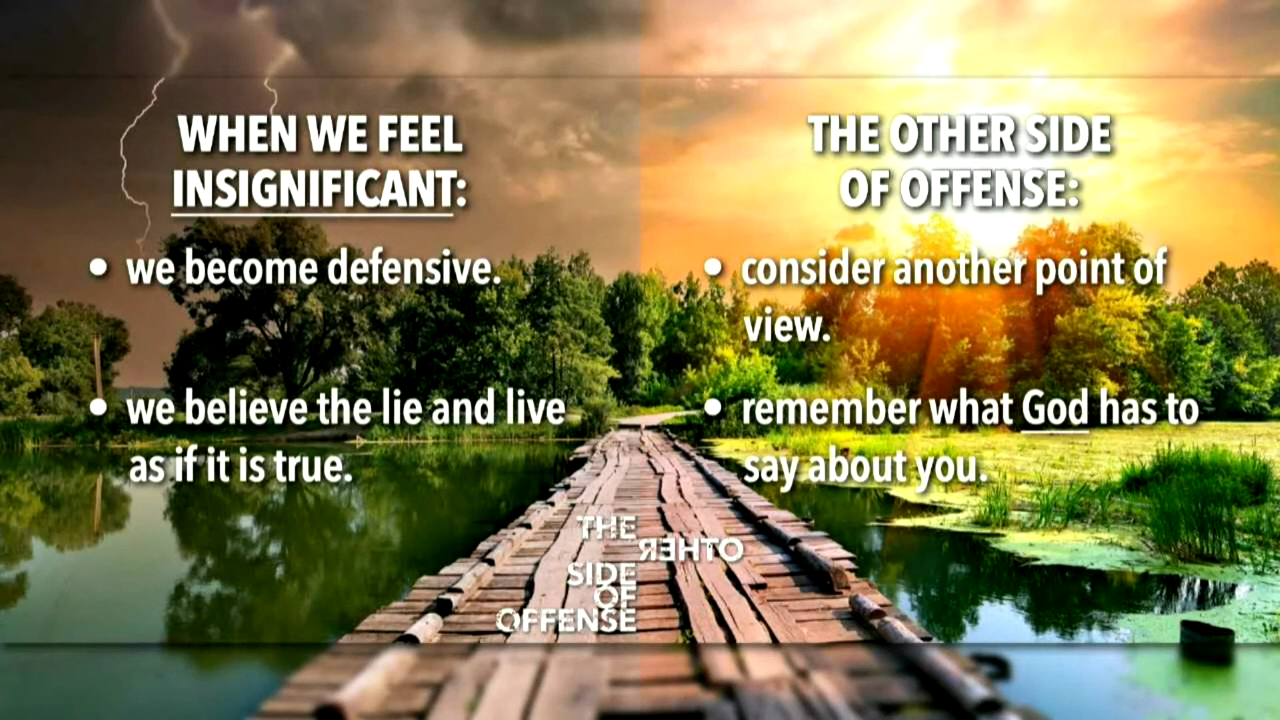 WHEN WE FEEL
INSIGNIFICANT:
• we become defensive.
• we believe the lie and live
as if it is true.
THE OTHER SIDE
OF OFFENSE:
• consider another point of
view.
• remember what God has to
say about you.
THE
OTHER
SIDE
OF
OFFENSE